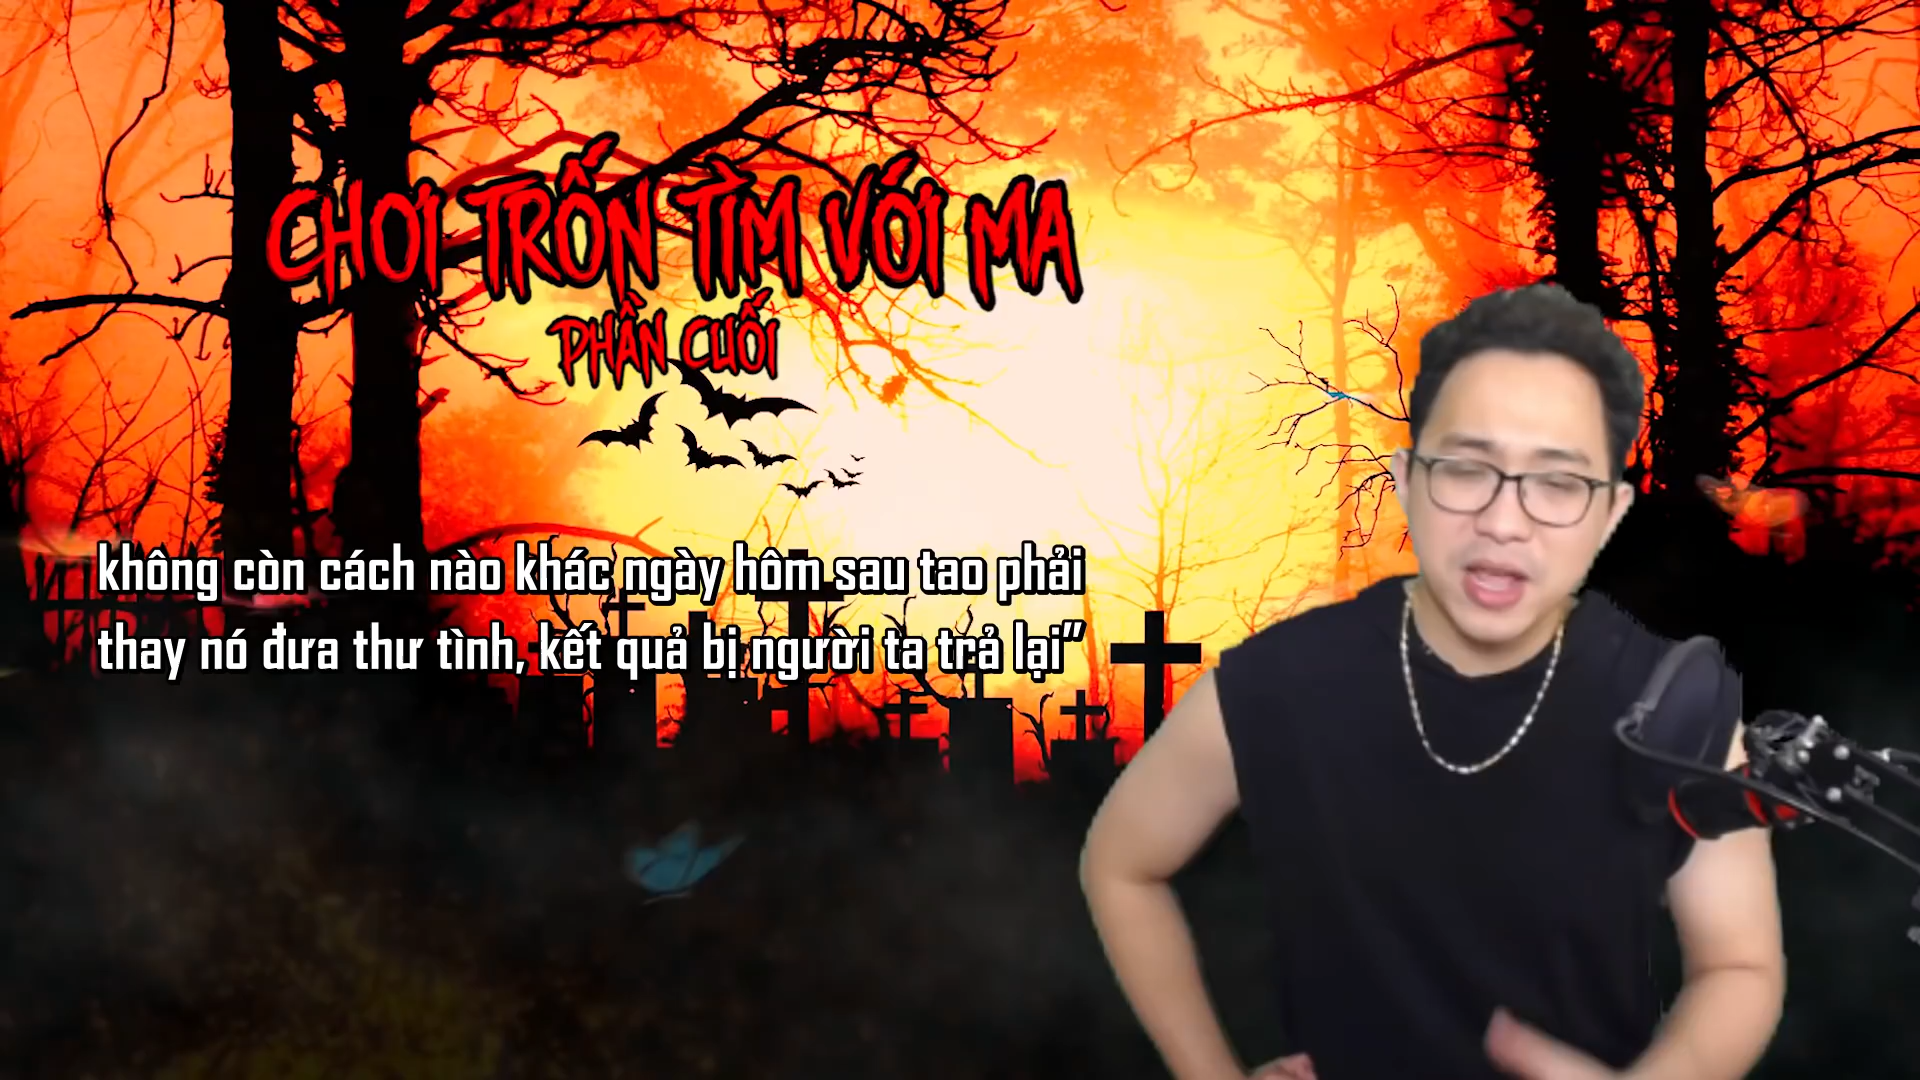 CHƠI TRỐN TÌM VỚI MA
PHẦN CUỐI
không còn cách nào khác ngày hôm sau tao phải
thay nó đưa thư tình, kết quả bị người ta trả lại”